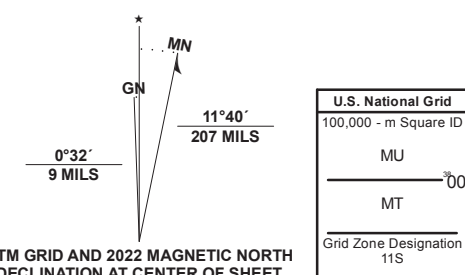 ★
MN
GN
11°40´
207 MILS
0°32´
9 MILS
TM GRID AND 2022 MAGNETIC NORTH
DECLINATION AT CENTER OF SHEET
U.S. National Grid
100,000 - m Square ID
MU
³⁸00
MT
Grid Zone Designation
11S